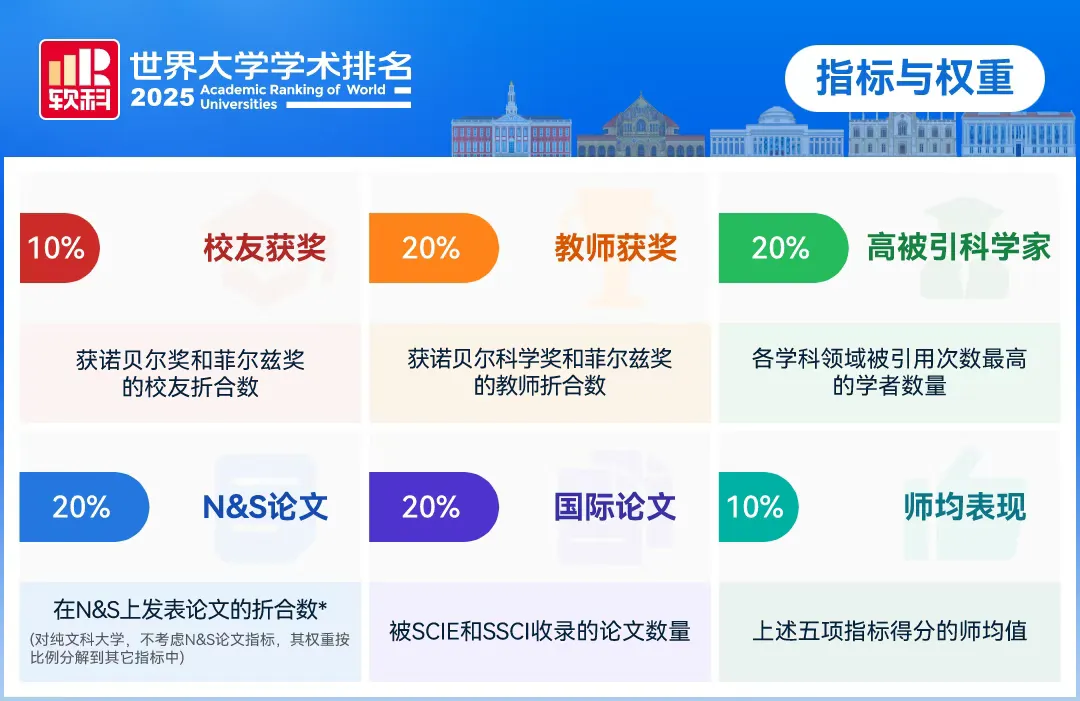 软科
世界大学学术排名
2025 Academic Ranking of World
Universities
指标与权重
10%
校友获奖
获诺贝尔奖和菲尔兹奖
的校友折合数
20%
教师获奖
获诺贝尔科学奖和菲尔兹奖
的教师折合数
20%
高被引科学家
各学科领域被引用次数最高
的学者数量
20%
N&S论文
在N&S上发表论文的折合数*
(对纯文科大学，不考虑N&S论文指标，其权重按
比例分解到其它指标中)
20%
国际论文
被SCIE和SSCI收录的论文数量
10%
师均表现
上述五项指标得分的师均值